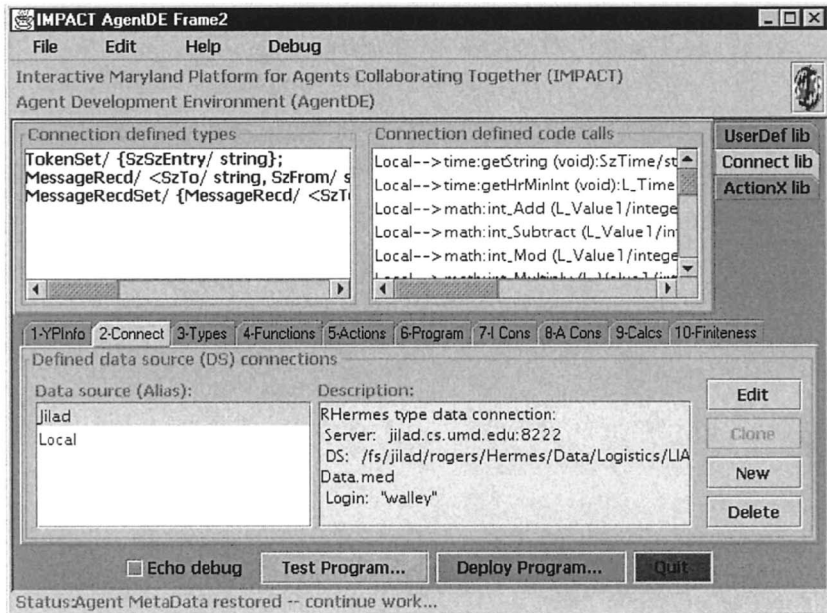 IMPACT AgentDE Frame2
File Edit Help Debug
Interactive Maryland Platform for Agents Collaborating Together (IMPACT)
Agent Development Environment (AgentDE)
Connection defined types
TokenSet/ {SzSzEntry/ string};
MessageRecd/ <SzTo/ string, SzFrom/ s
MessageRecdSet/ {MessageRecd/ <SzT
Connection defined code calls
Local-->time:getString (void):SzTime/st
Local-->time:getHrMinInt (void):L_Time
Local-->math:int_Add (L_Value1/intege
Local-->math:int_Subtract (L_Value1/in
Local-->math:int_Mod (L_Value1/intege
Local-->math:int_Multiply (L_Value1/int
UserDef lib
Connect lib
ActionX lib
1-YPInfo 2-Connect 3-Types 4-Functions 5-Actions 6-Program 7-I Cons 8-A Cons 9-Calcs 10-Finiteness
Defined data source (DS) connections
Data source (Alias):
Jilad
Local
Description:
RHermes type data connection:
Server: jilad.cs.umd.edu:8222
DS: /fs/jilad/rogers/Hermes/Data/Logistics/LIA
Data.med
Login: "walley"
Edit
Clone
New
Delete
Echo debug Test Program... Deploy Program... Quit
Status:Agent MetaData restored -- continue work...